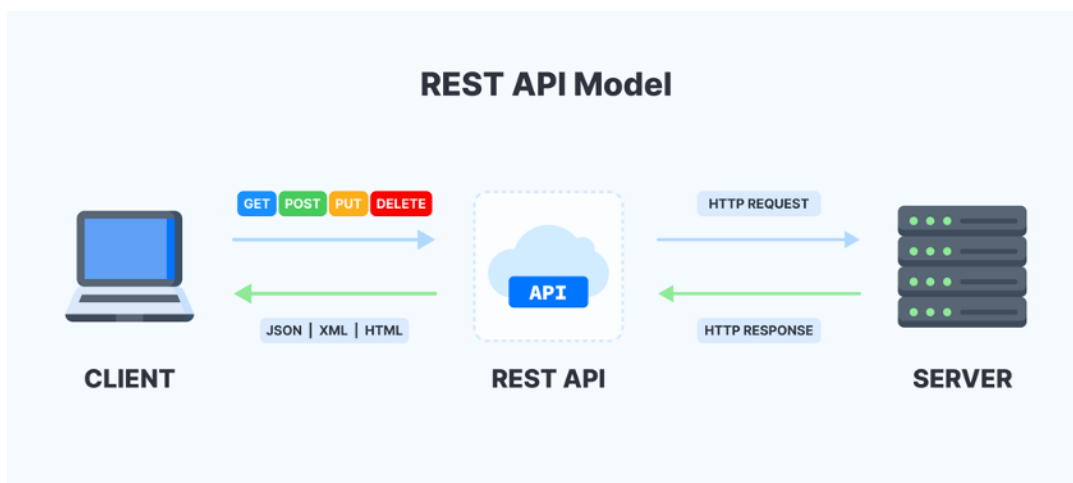 REST API Model
GET POST PUT DELETE
HTTP REQUEST
API
JSON | XML | HTML
HTTP RESPONSE
CLIENT
REST API
SERVER